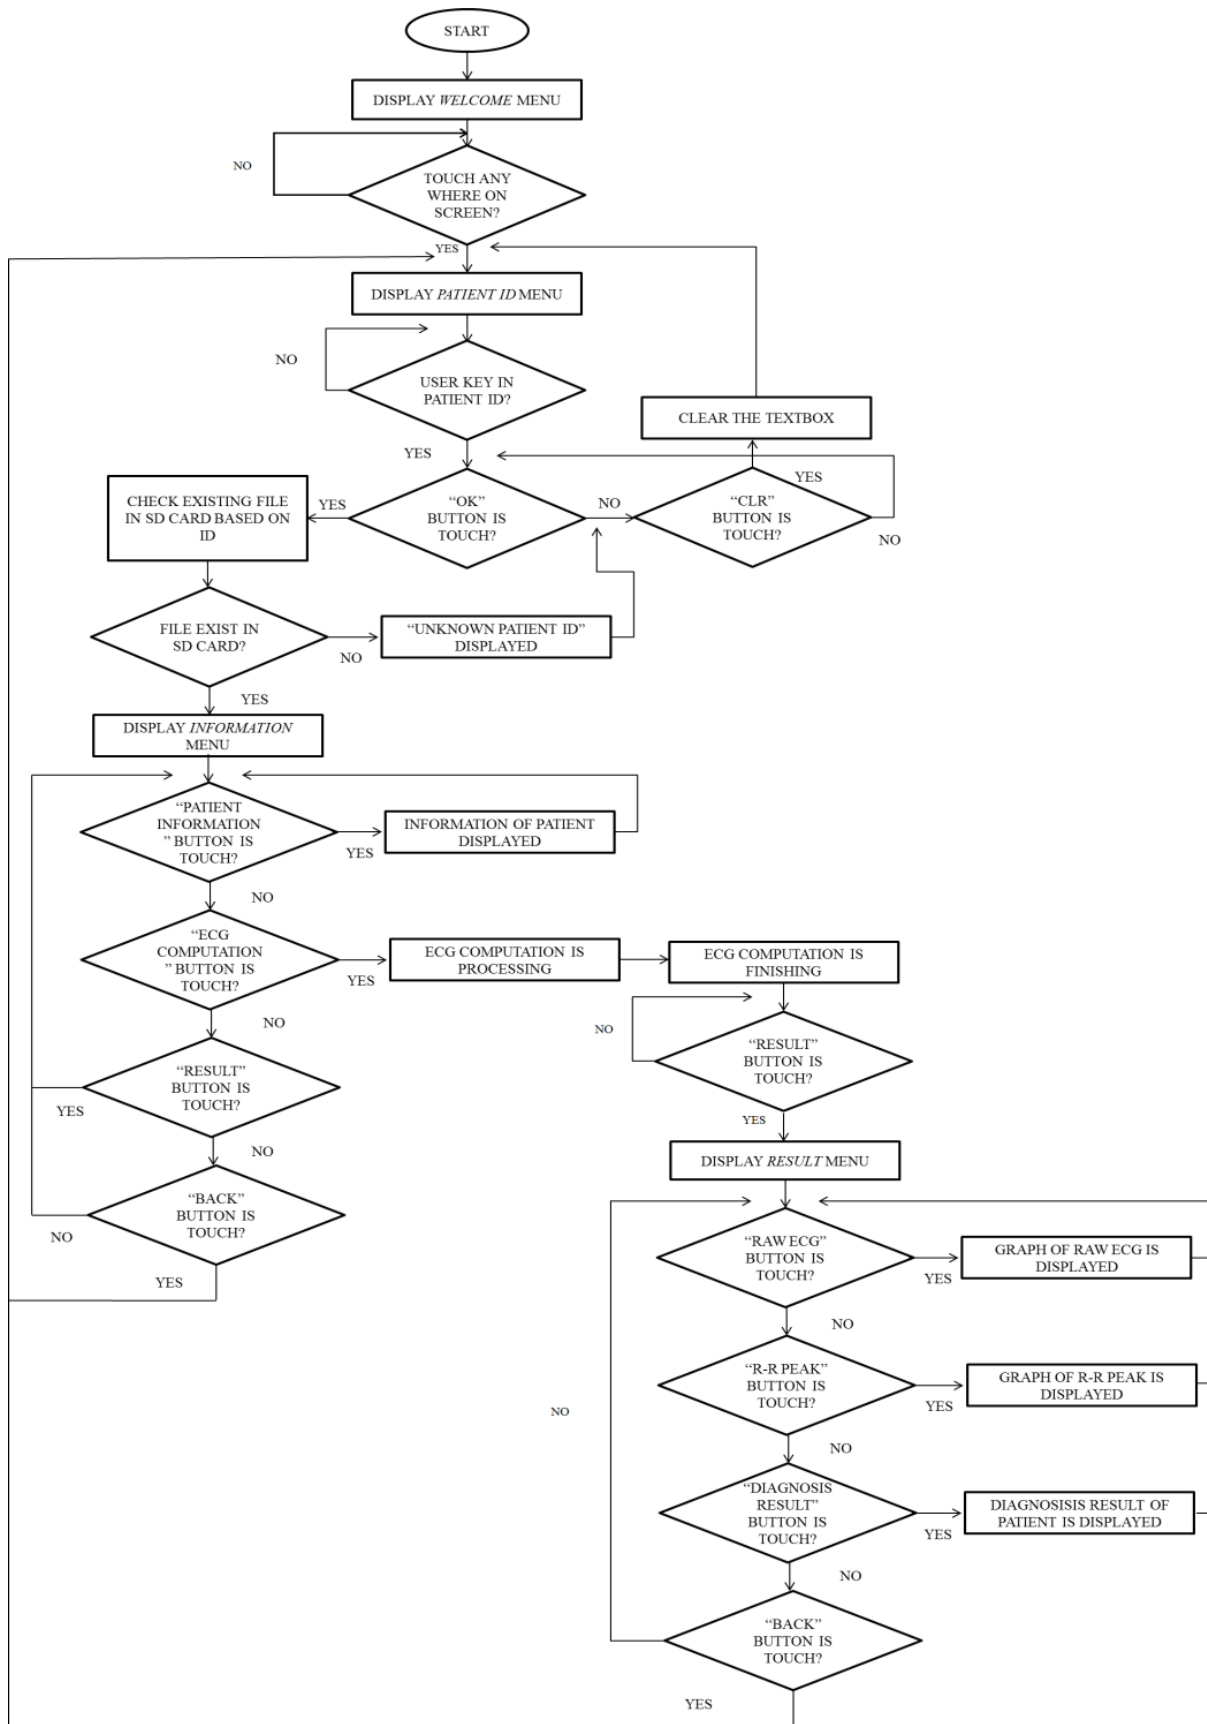 START
DISPLAY WELCOME MENU
NO
TOUCH ANY
WHERE ON
SCREEN?
YES
DISPLAY PATIENT ID MENU
NO
USER KEY IN
PATIENT ID?
YES
CLEAR THE TEXTBOX
YES
CHECK EXISTING FILE
IN SD CARD BASED ON
ID
YES
"OK"
BUTTON IS
TOUCH?
NO
"CLR"
BUTTON IS
TOUCH?
NO
FILE EXIST IN
SD CARD?
NO
"UNKNOWN PATIENT ID"
DISPLAYED
YES
DISPLAY INFORMATION
MENU
"PATIENT
INFORMATION
" BUTTON IS
TOUCH?
YES
INFORMATION OF PATIENT
DISPLAYED
NO
"ECG
COMPUTATION
" BUTTON IS
TOUCH?
YES
ECG COMPUTATION IS
PROCESSING
ECG COMPUTATION IS
FINISHING
NO
NO
"RESULT"
BUTTON IS
TOUCH?
YES
"RESULT"
BUTTON IS
TOUCH?
YES
NO
DISPLAY RESULT MENU
"BACK"
BUTTON IS
TOUCH?
NO
YES
"RAW ECG"
BUTTON IS
TOUCH?
YES
GRAPH OF RAW ECG IS
DISPLAYED
NO
"R-R PEAK"
BUTTON IS
TOUCH?
YES
GRAPH OF R-R PEAK IS
DISPLAYED
NO
NO
"DIAGNOSIS
RESULT"
BUTTON IS
TOUCH?
YES
DIAGNOSISIS RESULT OF
PATIENT IS DISPLAYED
NO
"BACK"
BUTTON IS
TOUCH?
YES